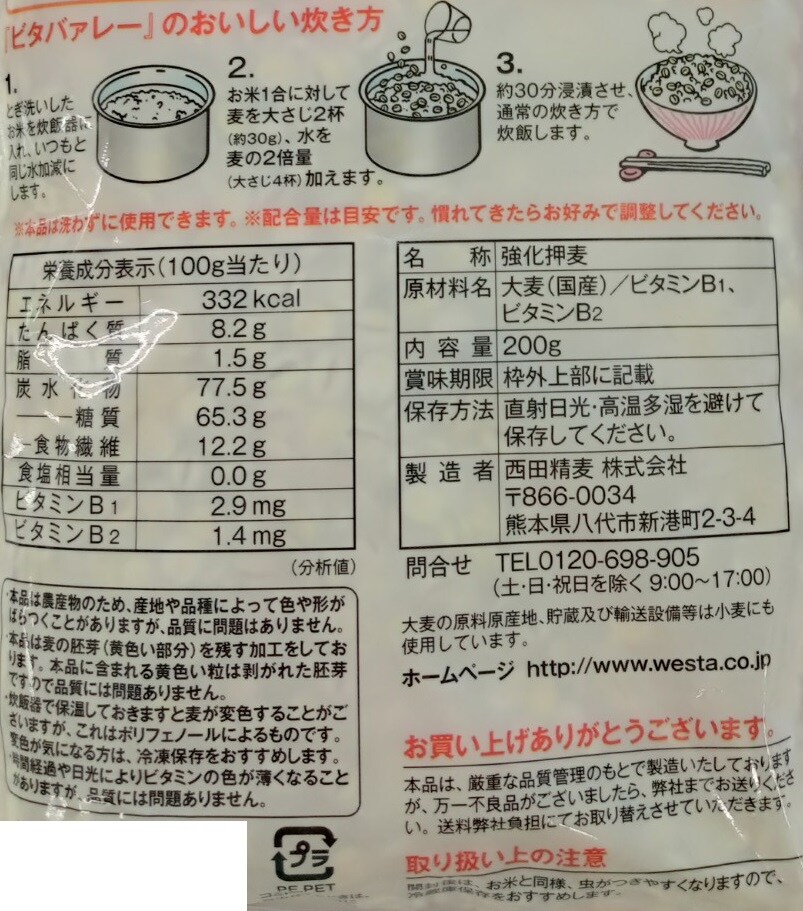 『ビタバァレー』のおいしい炊き方
1.
とぎ洗いした
お米を炊飯器に
入れ、いつもと
同じ水加減に
します。
2.
お米1合に対して
麦を大さじ2杯
(約30g)、水を
麦の2倍量
(大さじ4杯)加えます。
3.
約30分浸漬させ、
通常の炊き方で
炊飯します。
※本品は洗わずに使用できます。※配合量は目安です。慣れてきたらお好みで調整してください。
栄養成分表示(100g当たり)
エネルギー 332kcal
たんぱく質 8.2g
脂質 1.5g
炭水化物 77.5g
糖質 65.3g
食物繊維 12.2g
食塩相当量 0.0g
ビタミンB1 2.9mg
ビタミンB2 1.4mg
(分析値)
・本品は農産物のため、産地や品種によって色や形が
ばらつくことがありますが、品質に問題はありません。
・本品は麦の胚芽(黄色い部分)を残す加工をしてお
ります。本品に含まれる黄色い粒は剥がれた胚芽
ですので品質には問題ありません。
・炊飯器で保温しておきますと麦が変色することがご
ざいますが、これはポリフェノールによるものです。
変色が気になる方は、冷凍保存をおすすめします。
・時間経過や日光によりビタミンの色が薄くなること
がありますが、品質には問題ありません。
プラ
PE.PET
名称 強化押麦
原材料名 大麦(国産)/ビタミンB1、
ビタミンB2
内容量 200g
賞味期限 枠外上部に記載
保存方法 直射日光・高温多湿を避けて
保存してください。
製造者 西田精麦 株式会社
〒866-0034
熊本県八代市新港町2-3-4
問合せ TEL0120-698-905
(土・日・祝日を除く 9:00〜17:00)
大麦の原料原産地、貯蔵及び輸送設備等は小麦にも
使用しています。
ホームページ http://www.westa.co.jp
お買い上げありがとうございます。
本品は、厳重な品質管理のもとで製造いたしております
が、万一不良品がございましたら、弊社までお送りくださ
い。送料弊社負担にてお取り替えさせていただきます。
取り扱い上の注意
開封後は、お米と同様、虫がつきやすくなりますので、
冷蔵庫保存をおすすめします。